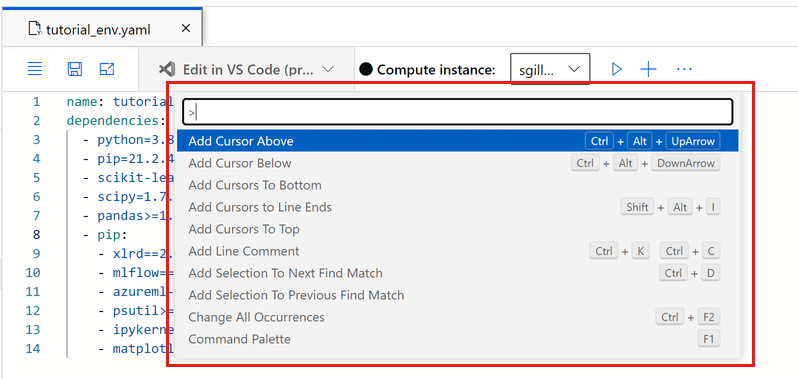 tutorial_env.yaml
Edit in VS Code (pr...
Compute instance:
sgill...
1 name: tutorial
2 dependencies:
3 - python=3.8
4 - pip=21.2.4
5 - scikit-lea
6 - scipy=1.7.
7 - pandas>=1.
8 - pip:
9 - xlrd==2.
10 - mlflow==
11 - azureml-
12 - psutil>=
13 - ipykerne
14 - matplotl
>
Add Cursor Above Ctrl + Alt + UpArrow
Add Cursor Below Ctrl + Alt + DownArrow
Add Cursors To Bottom
Add Cursors to Line Ends Shift + Alt + I
Add Cursors To Top
Add Line Comment Ctrl + K Ctrl + C
Add Selection To Next Find Match Ctrl + D
Add Selection To Previous Find Match
Change All Occurrences Ctrl + F2
Command Palette F1